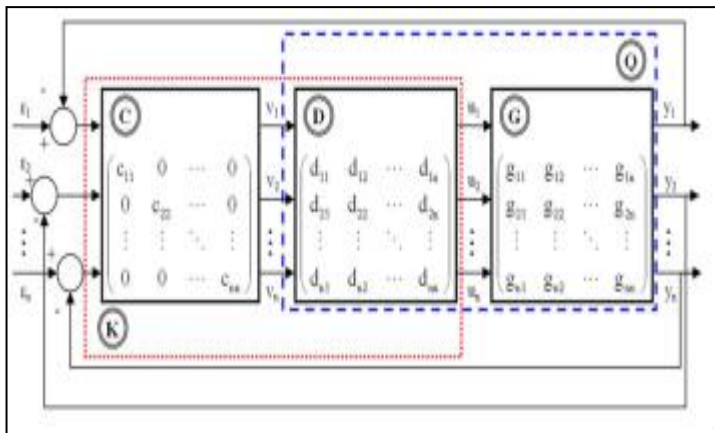 Q
C
D
G
r₁
r₂
⋮
rₙ
- + + - + -
v₁
v₂
⋮
vₙ
u₁
u₂
⋮
uₙ
y₁
y₂
⋮
yₙ
c₁₁ 0 ⋯ 0
0 c₂₂ ⋯ 0
⋮ ⋮ ⋱ ⋮
0 0 ⋯ cₙₙ
d₁₁ d₁₂ ⋯ d₁ₙ
d₂₁ d₂₂ ⋯ d₂ₙ
⋮ ⋮ ⋱ ⋮
dₙ₁ dₙ₂ ⋯ dₙₙ
g₁₁ g₁₂ ⋯ g₁ₙ
g₂₁ g₂₂ ⋯ g₂ₙ
⋮ ⋮ ⋱ ⋮
gₙ₁ gₙ₂ ⋯ gₙₙ
K